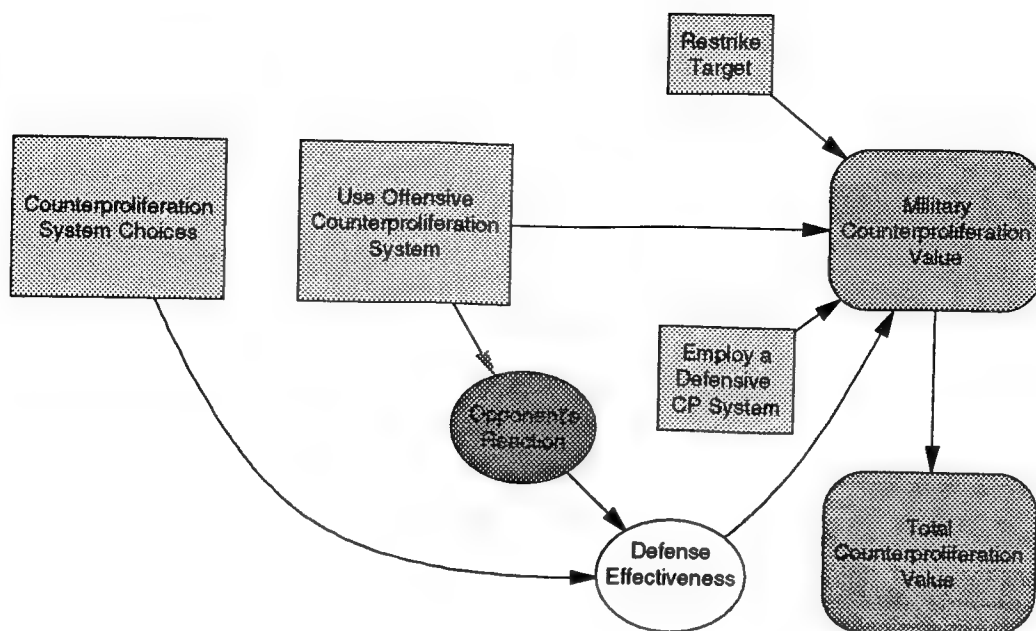 Restrike
Target
Counterproliferation
System Choices
Use Offensive
Counterproliferation
System
Military
Counterproliferation
Value
Employ a
Defensive
CP System
Opponent's
Reaction
Defense
Effectiveness
Total
Counterproliferation
Value